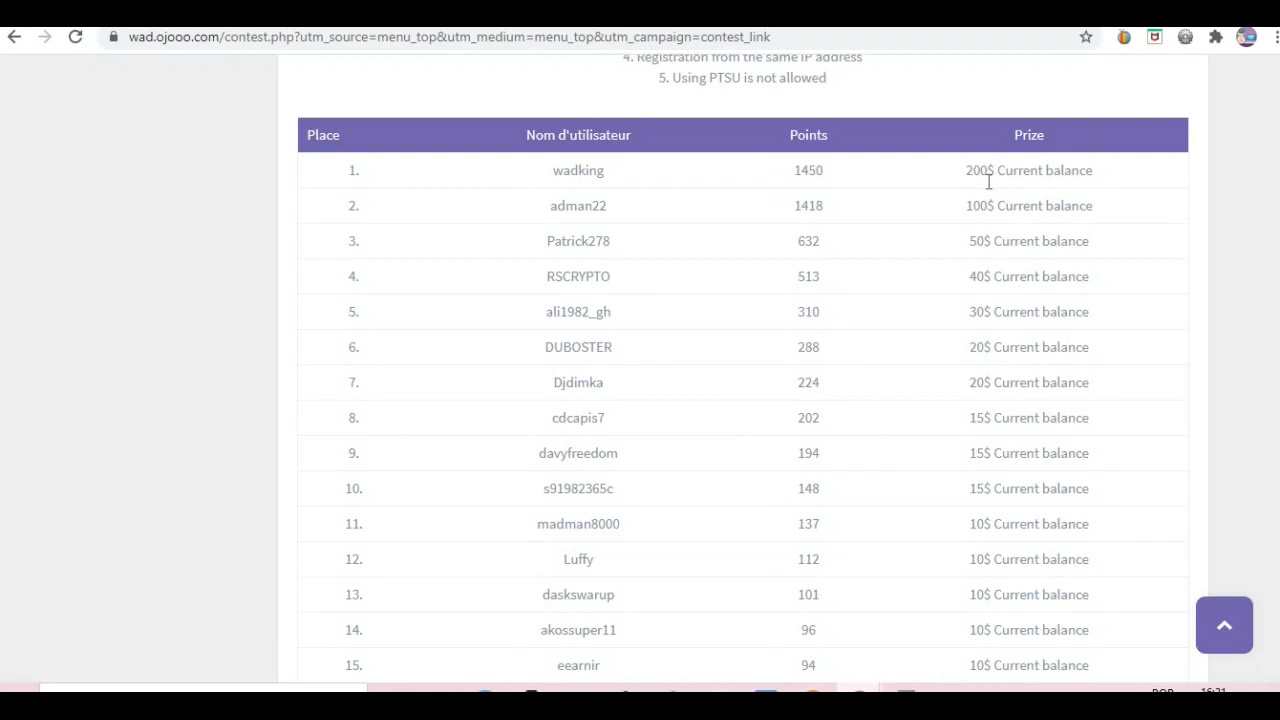 wad.ojooo.com/contest.php?utm_source=menu_top&utm_medium=menu_top&utm_campaign=contest_link
4. Registration from the same IP address
5. Using PTSU is not allowed
Place Nom d'utilisateur Points Prize
1. wadking 1450 200$ Current balance
2. adman22 1418 100$ Current balance
3. Patrick278 632 50$ Current balance
4. RSCRYPTO 513 40$ Current balance
5. ali1982_gh 310 30$ Current balance
6. DUBOSTER 288 20$ Current balance
7. Djdimka 224 20$ Current balance
8. cdcapis7 202 15$ Current balance
9. davyfreedom 194 15$ Current balance
10. s91982365c 148 15$ Current balance
11. madman8000 137 10$ Current balance
12. Luffy 112 10$ Current balance
13. daskswarup 101 10$ Current balance
14. akossuper11 96 10$ Current balance
15. eearnir 94 10$ Current balance